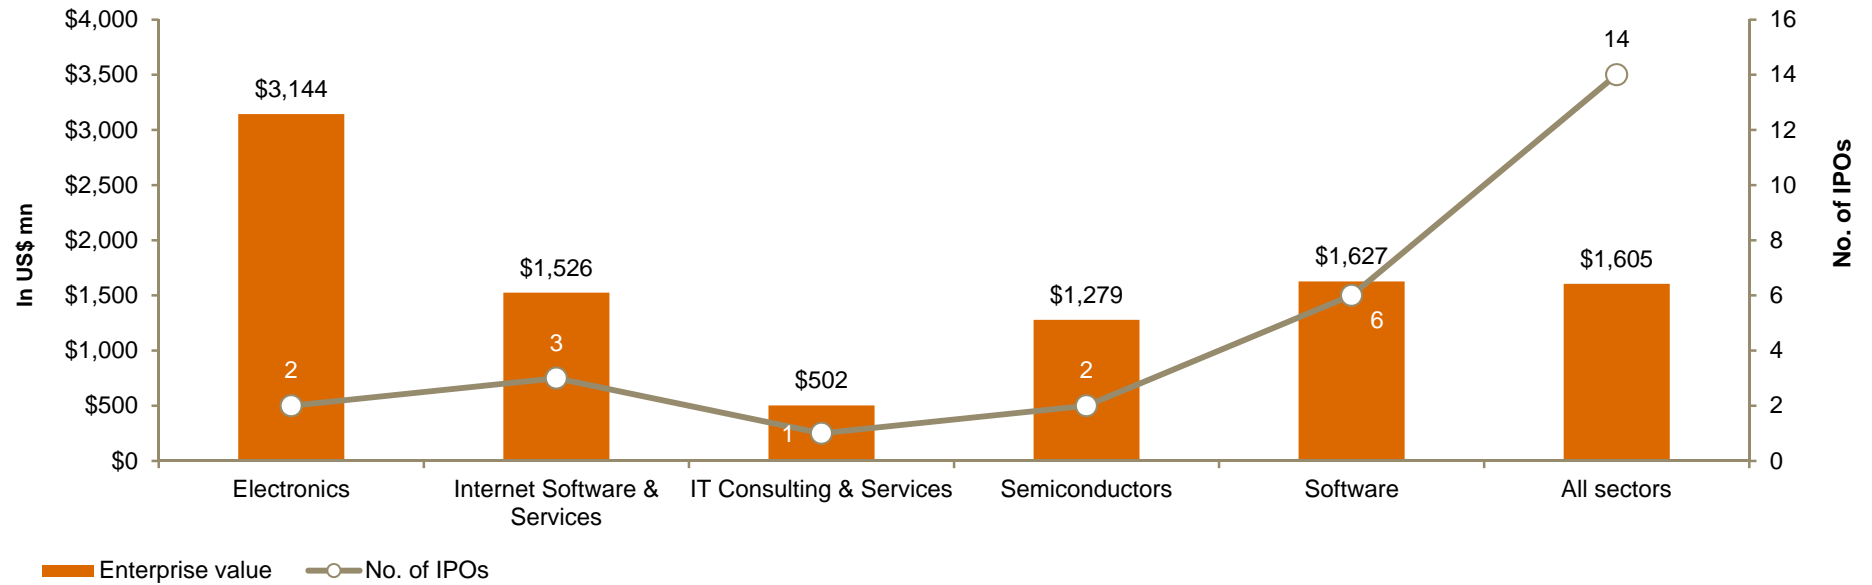 $4,000
$3,500
$3,000
$2,500
$2,000
$1,500
$1,000
$500
$0
In US$ mn
$3,144
$1,526
$502
$1,279
$1,627
$1,605
2
3
1
2
6
14
16
14
12
10
8
6
4
2
0
No. of IPOs
Electronics
Internet Software &
Services
IT Consulting & Services
Semiconductors
Software
All sectors
Enterprise value
No. of IPOs